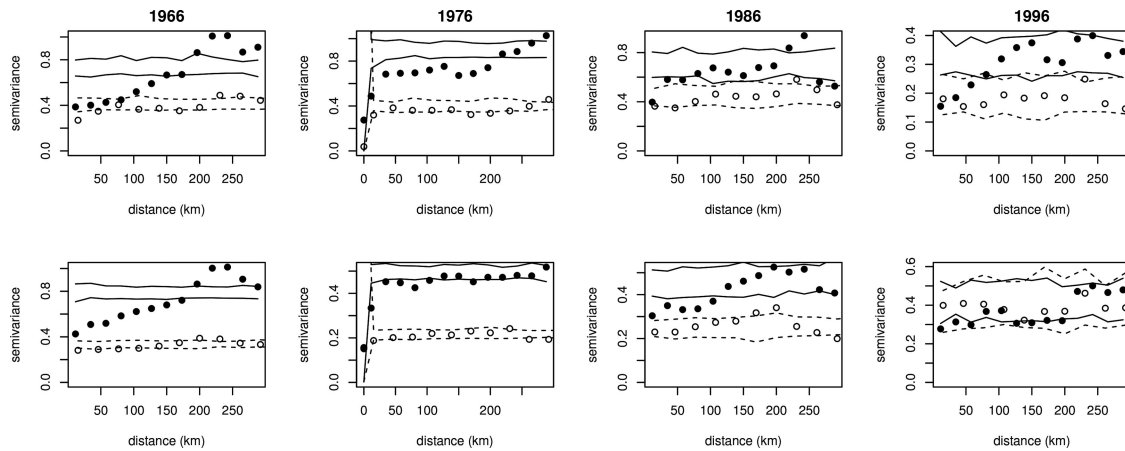 1966 1976 1986 1996
semivariance semivariance semivariance semivariance
0.0 0.4 0.8 0.0 0.4 0.8 0.0 0.4 0.8 0.0 0.1 0.2 0.3 0.4
50 100 150 200 250 0 50 100 200 50 100 150 200 250 50 100 150 200 250
distance (km) distance (km) distance (km) distance (km)
semivariance semivariance semivariance semivariance
0.0 0.4 0.8 0.0 0.2 0.4 0.0 0.2 0.4 0.0 0.2 0.4 0.6
50 100 150 200 250 0 50 100 200 50 100 150 200 250 50 100 150 200 250
distance (km) distance (km) distance (km) distance (km)